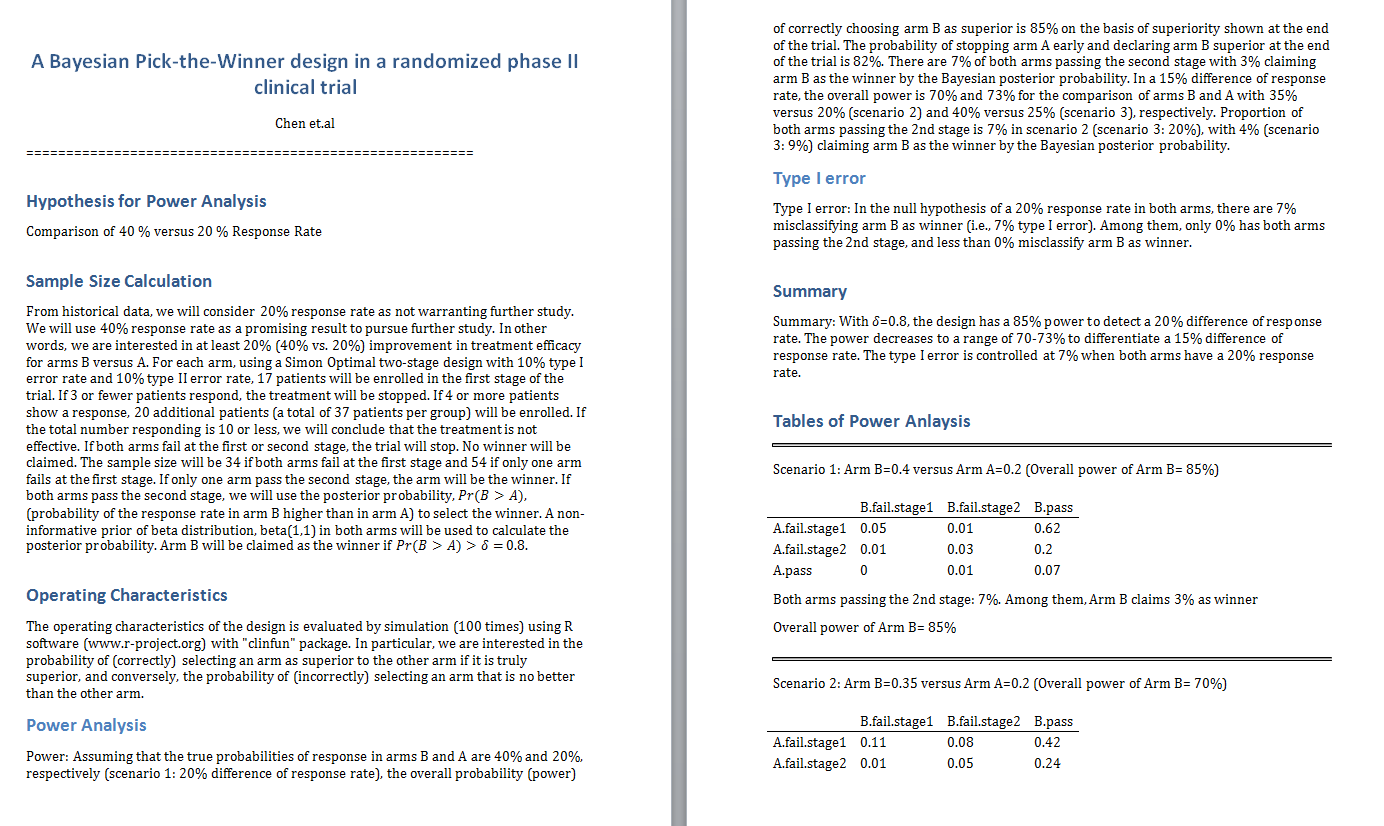 A Bayesian Pick-the-Winner design in a randomized phase II
clinical trial
Chen et.al
========================================================
Hypothesis for Power Analysis
Comparison of 40 % versus 20 % Response Rate
Sample Size Calculation
From historical data, we will consider 20% response rate as not warranting further study.
We will use 40% response rate as a promising result to pursue further study. In other
words, we are interested in at least 20% (40% vs. 20%) improvement in treatment efficacy
for arms B versus A. For each arm, using a Simon Optimal two-stage design with 10% type I
error rate and 10% type II error rate, 17 patients will be enrolled in the first stage of the
trial. If 3 or fewer patients respond, the treatment will be stopped. If 4 or more patients
show a response, 20 additional patients (a total of 37 patients per group) will be enrolled. If
the total number responding is 10 or less, we will conclude that the treatment is not
effective. If both arms fail at the first or second stage, the trial will stop. No winner will be
claimed. The sample size will be 34 if both arms fail at the first stage and 54 if only one arm
fails at the first stage. If only one arm pass the second stage, the arm will be the winner. If
both arms pass the second stage, we will use the posterior probability, Pr(B > A),
(probability of the response rate in arm B higher than in arm A) to select the winner. A non-
informative prior of beta distribution, beta(1,1) in both arms will be used to calculate the
posterior probability. Arm B will be claimed as the winner if Pr(B > A) > δ = 0.8.
Operating Characteristics
The operating characteristics of the design is evaluated by simulation (100 times) using R
software (www.r-project.org) with "clinfun" package. In particular, we are interested in the
probability of (correctly) selecting an arm as superior to the other arm if it is truly
superior, and conversely, the probability of (incorrectly) selecting an arm that is no better
than the other arm.
Power Analysis
Power: Assuming that the true probabilities of response in arms B and A are 40% and 20%,
respectively (scenario 1: 20% difference of response rate), the overall probability (power)
of correctly choosing arm B as superior is 85% on the basis of superiority shown at the end
of the trial. The probability of stopping arm A early and declaring arm B superior at the end
of the trial is 82%. There are 7% of both arms passing the second stage with 3% claiming
arm B as the winner by the Bayesian posterior probability. In a 15% difference of response
rate, the overall power is 70% and 73% for the comparison of arms B and A with 35%
versus 20% (scenario 2) and 40% versus 25% (scenario 3), respectively. Proportion of
both arms passing the 2nd stage is 7% in scenario 2 (scenario 3: 20%), with 4% (scenario
3: 9%) claiming arm B as the winner by the Bayesian posterior probability.
Type I error
Type I error: In the null hypothesis of a 20% response rate in both arms, there are 7%
misclassifying arm B as winner (i.e., 7% type I error). Among them, only 0% has both arms
passing the 2nd stage, and less than 0% misclassify arm B as winner.
Summary
Summary: With δ=0.8, the design has a 85% power to detect a 20% difference of response
rate. The power decreases to a range of 70-73% to differentiate a 15% difference of
response rate. The type I error is controlled at 7% when both arms have a 20% response
rate.
Tables of Power Anlaysis
Scenario 1: Arm B=0.4 versus Arm A=0.2 (Overall power of Arm B= 85%)
B.fail.stage1 B.fail.stage2 B.pass
A.fail.stage1 0.05 0.01 0.62
A.fail.stage2 0.01 0.03 0.2
A.pass 0 0.01 0.07
Both arms passing the 2nd stage: 7%. Among them, Arm B claims 3% as winner
Overall power of Arm B= 85%
Scenario 2: Arm B=0.35 versus Arm A=0.2 (Overall power of Arm B= 70%)
B.fail.stage1 B.fail.stage2 B.pass
A.fail.stage1 0.11 0.08 0.42
A.fail.stage2 0.01 0.05 0.24